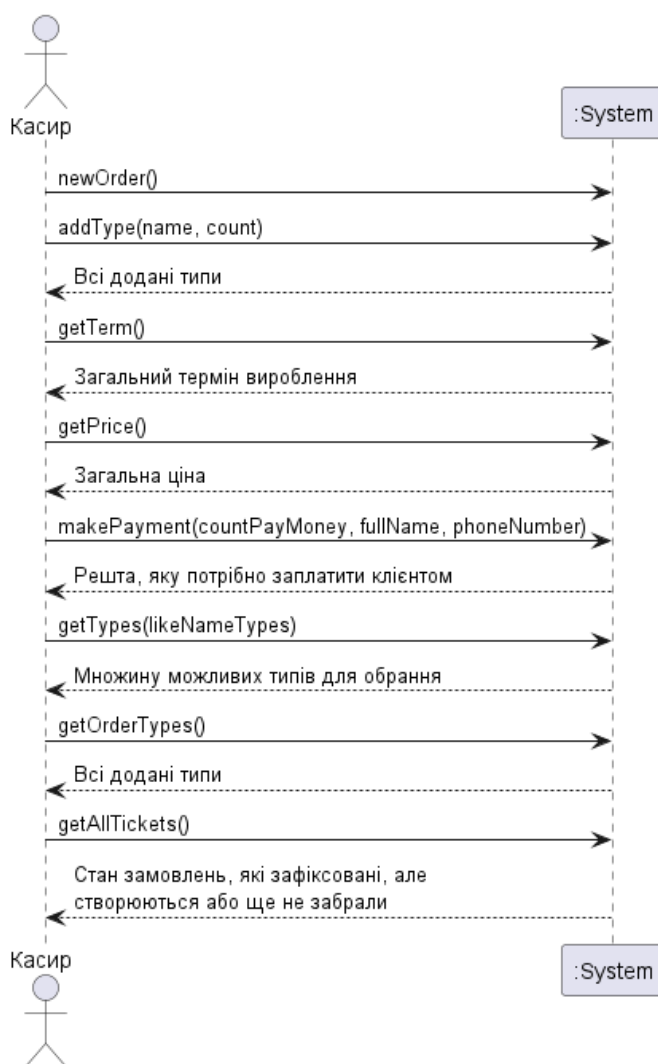 Касир
:System
newOrder()
addType(name, count)
Всі додані типи
getTerm()
Загальний термін вироблення
getPrice()
Загальна ціна
makePayment(countPayMoney, fullName, phoneNumber)
Решта, яку потрібно заплатити клієнтом
getTypes(likeNameTypes)
Множину можливих типів для обрання
getOrderTypes()
Всі додані типи
getAllTickets()
Стан замовлень, які зафіксовані, але
створюються або ще не забрали
Касир
:System